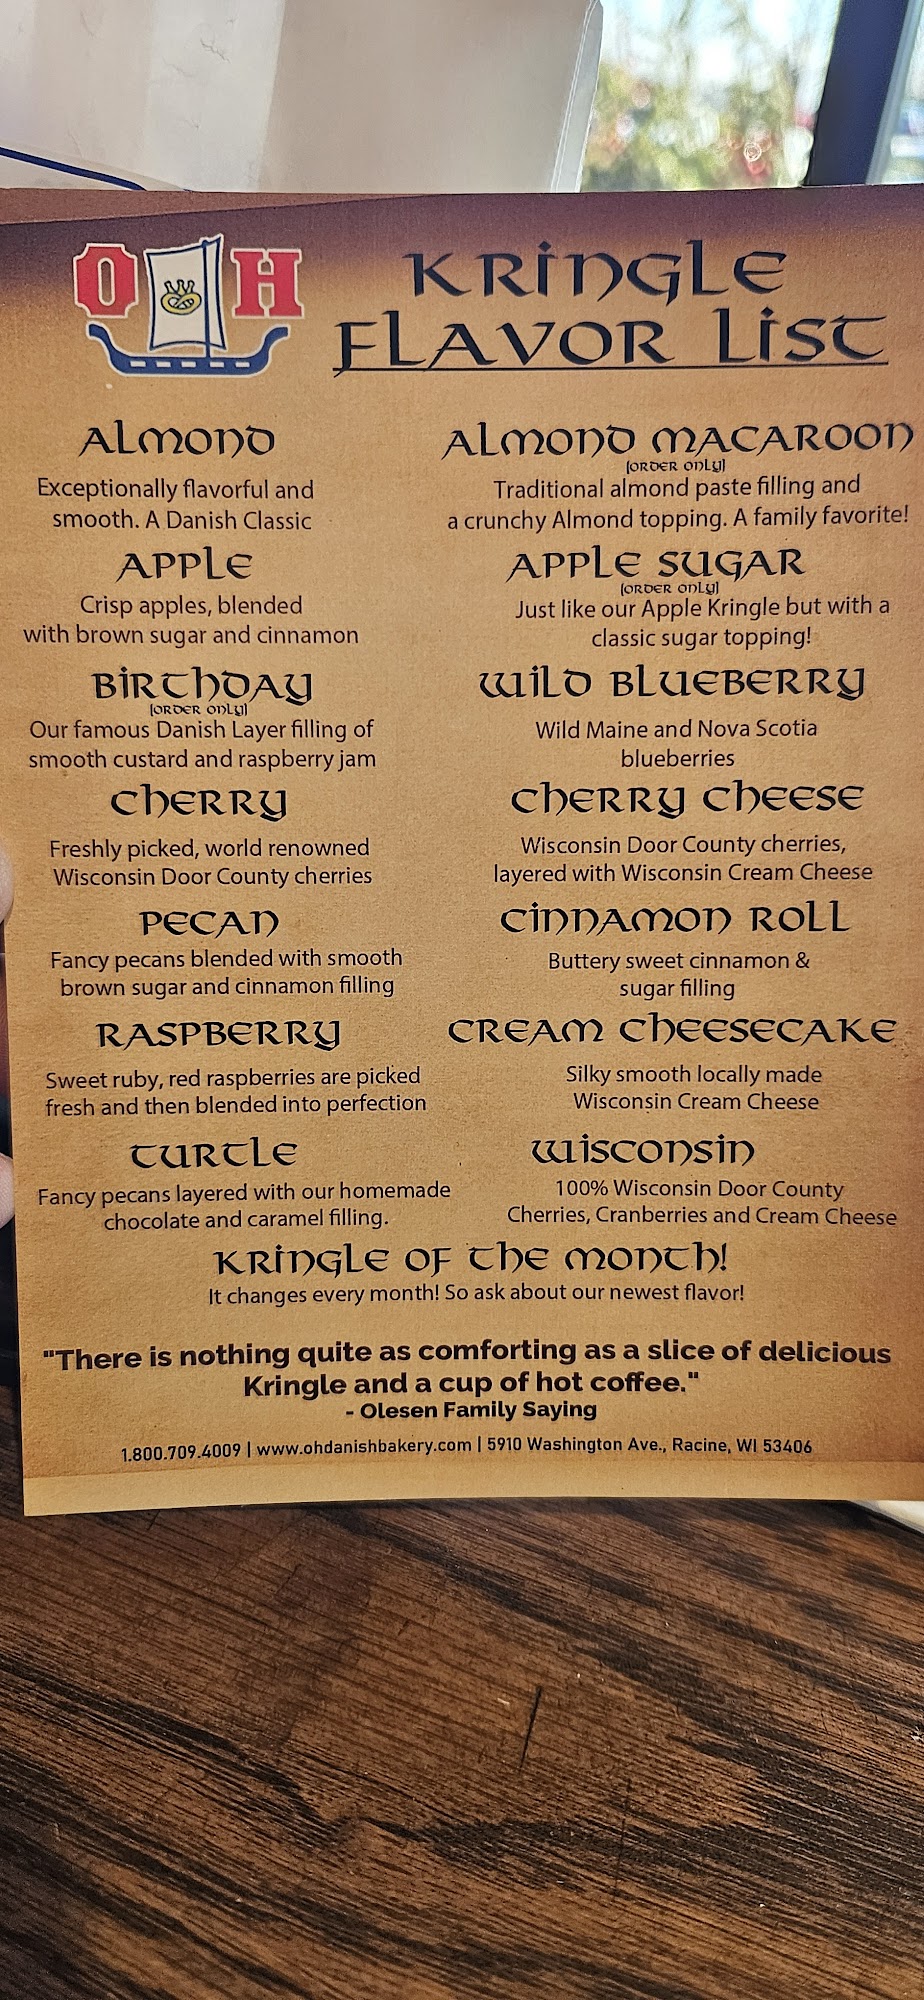 O H
KRINGLE
FLAVOR LIST
ALMOND
Exceptionally flavorful and
smooth. A Danish Classic
ALMOND MACAROON
[ORDER ONLY]
Traditional almond paste filling and
a crunchy Almond topping. A family favorite!
APPLE
Crisp apples, blended
with brown sugar and cinnamon
APPLE SUGAR
[ORDER ONLY]
Just like our Apple Kringle but with a
classic sugar topping!
BIRTHDAY
[ORDER ONLY]
Our famous Danish Layer filling of
smooth custard and raspberry jam
WILD BLUEBERRY
Wild Maine and Nova Scotia
blueberries
CHERRY
Freshly picked, world renowned
Wisconsin Door County cherries
CHERRY CHEESE
Wisconsin Door County cherries,
layered with Wisconsin Cream Cheese
PECAN
Fancy pecans blended with smooth
brown sugar and cinnamon filling
CINNAMON ROLL
Buttery sweet cinnamon &
sugar filling
RASPBERRY
Sweet ruby, red raspberries are picked
fresh and then blended into perfection
CREAM CHEESECAKE
Silky smooth locally made
Wisconsin Cream Cheese
TURTLE
Fancy pecans layered with our homemade
chocolate and caramel filling.
WISCONSIN
100% Wisconsin Door County
Cherries, Cranberries and Cream Cheese
KRINGLE OF THE MONTH!
It changes every month! So ask about our newest flavor!
"There is nothing quite as comforting as a slice of delicious
Kringle and a cup of hot coffee."
- Olesen Family Saying
1.800.709.4009 | www.ohdanishbakery.com | 5910 Washington Ave., Racine, WI 53406